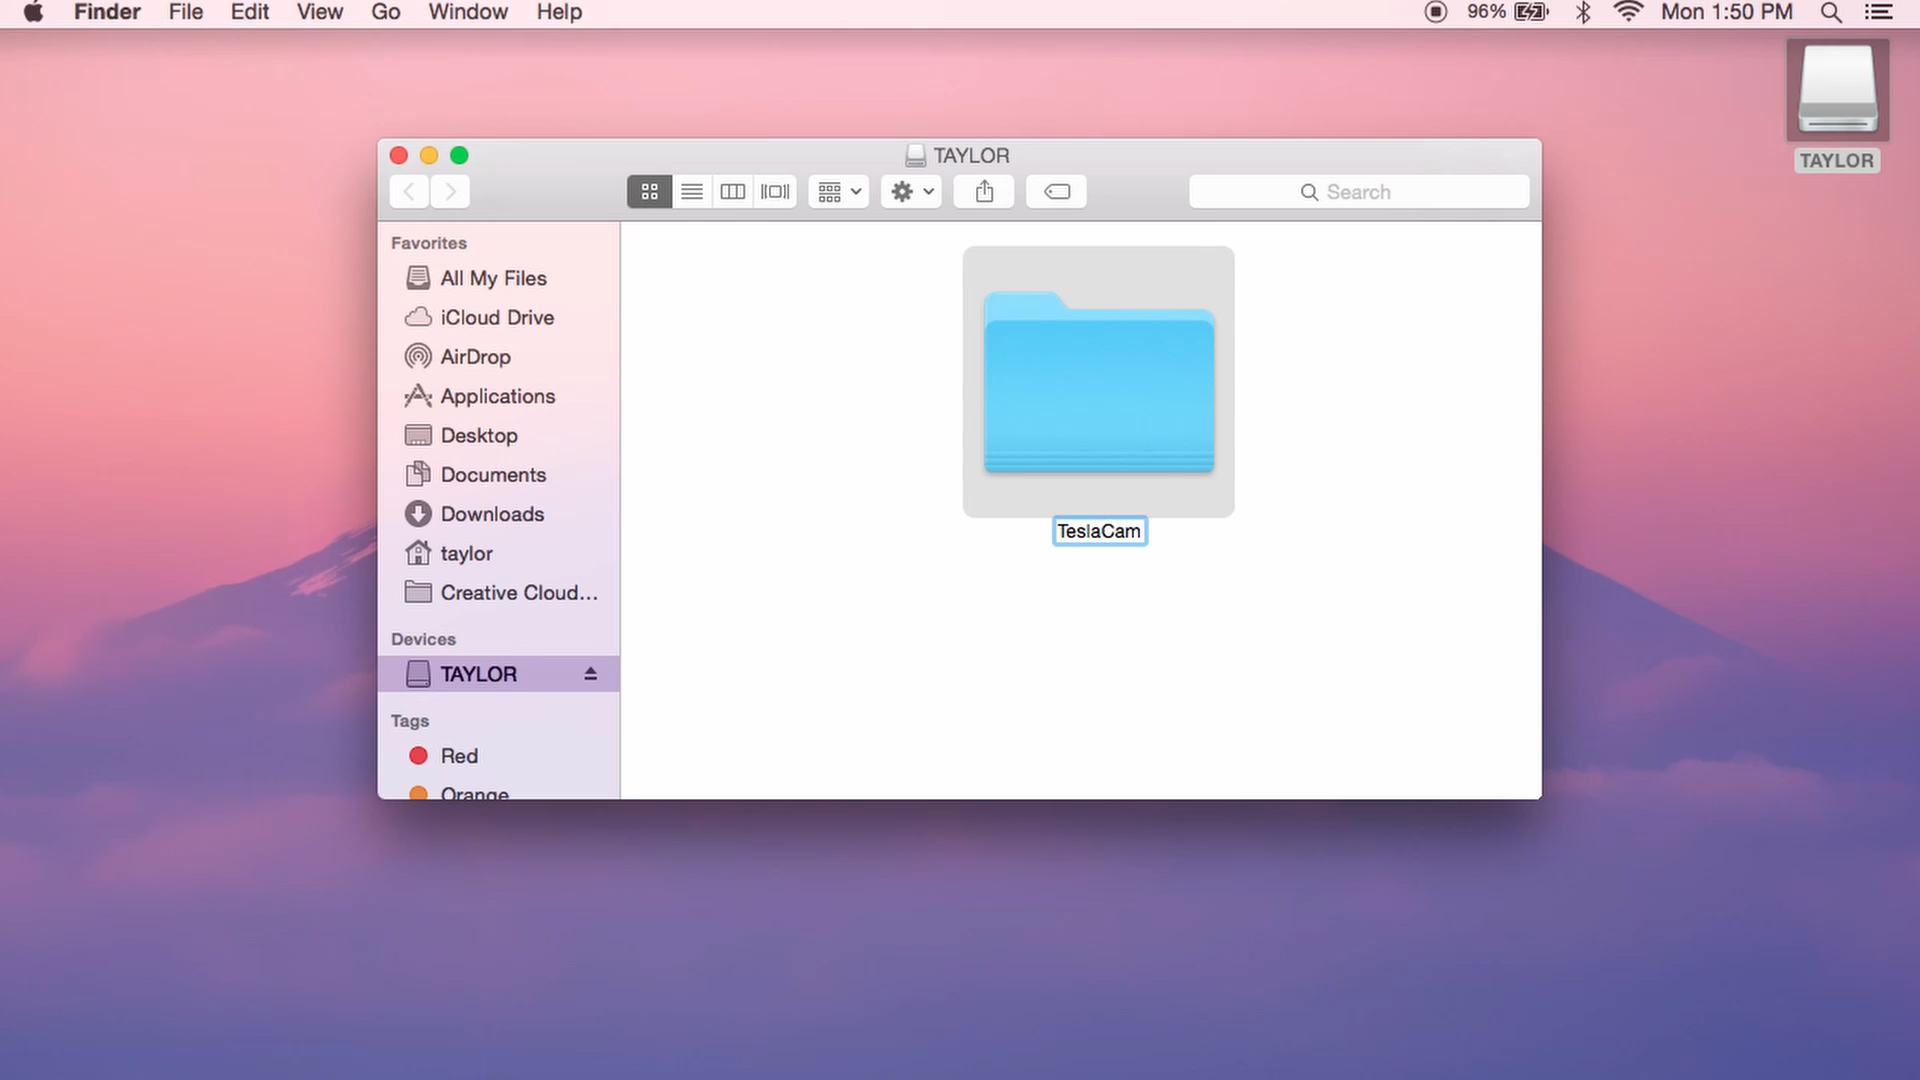 Finder File Edit View Go Window Help 96% Mon 1:50 PM
TAYLOR
TAYLOR
Search
Favorites
All My Files
iCloud Drive
AirDrop
Applications
Desktop
Documents
Downloads
taylor
Creative Cloud...
TeslaCam
Devices
TAYLOR
Tags
Red
Orange